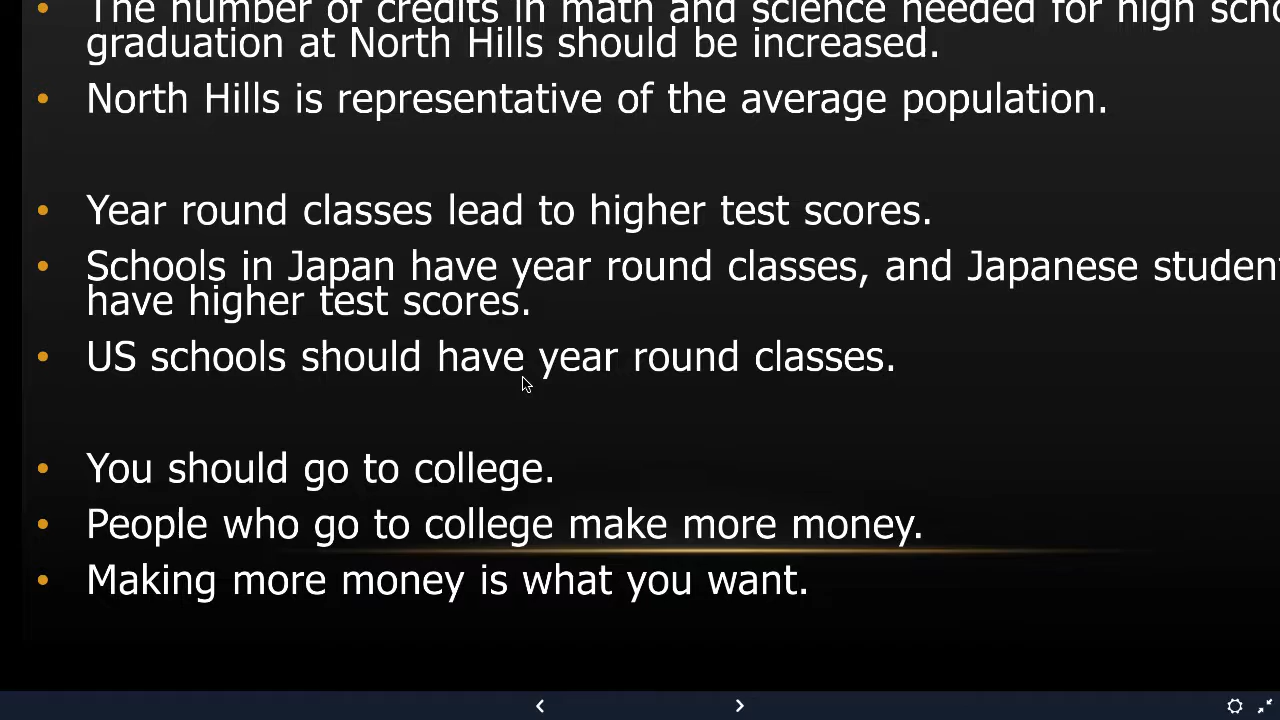 The number of credits in math and science needed for high
graduation at North Hills should be increased.
North Hills is representative of the average population.
Year round classes lead to higher test scores.
Schools in Japan have year round classes, and Japanese
have higher test scores.
US schools should have year round classes.
You should go to college.
People who go to college make more money.
Making more money is what you want.